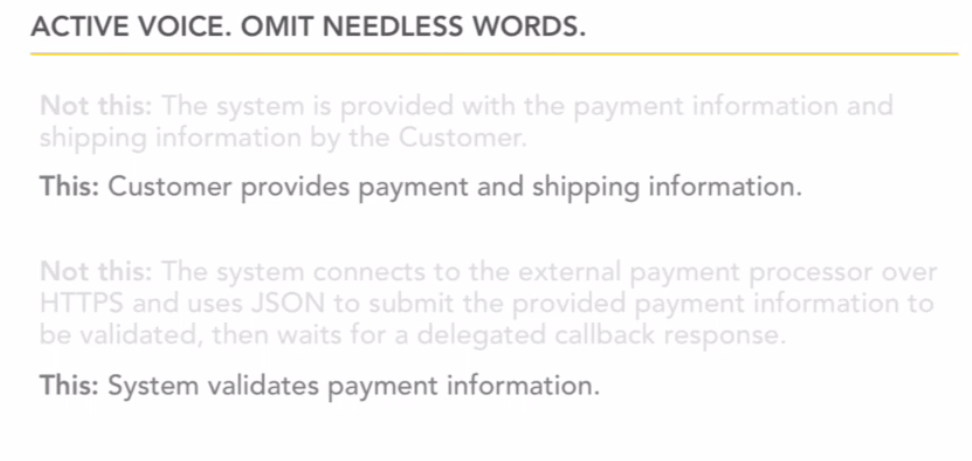 ACTIVE VOICE. OMIT NEEDLESS WORDS.
Not this: The system is provided with the payment information and
shipping information by the Customer.
This: Customer provides payment and shipping information.
Not this: The system connects to the external payment processor over
HTTPS and uses JSON to submit the provided payment information to
be validated, then waits for a delegated callback response.
This: System validates payment information.